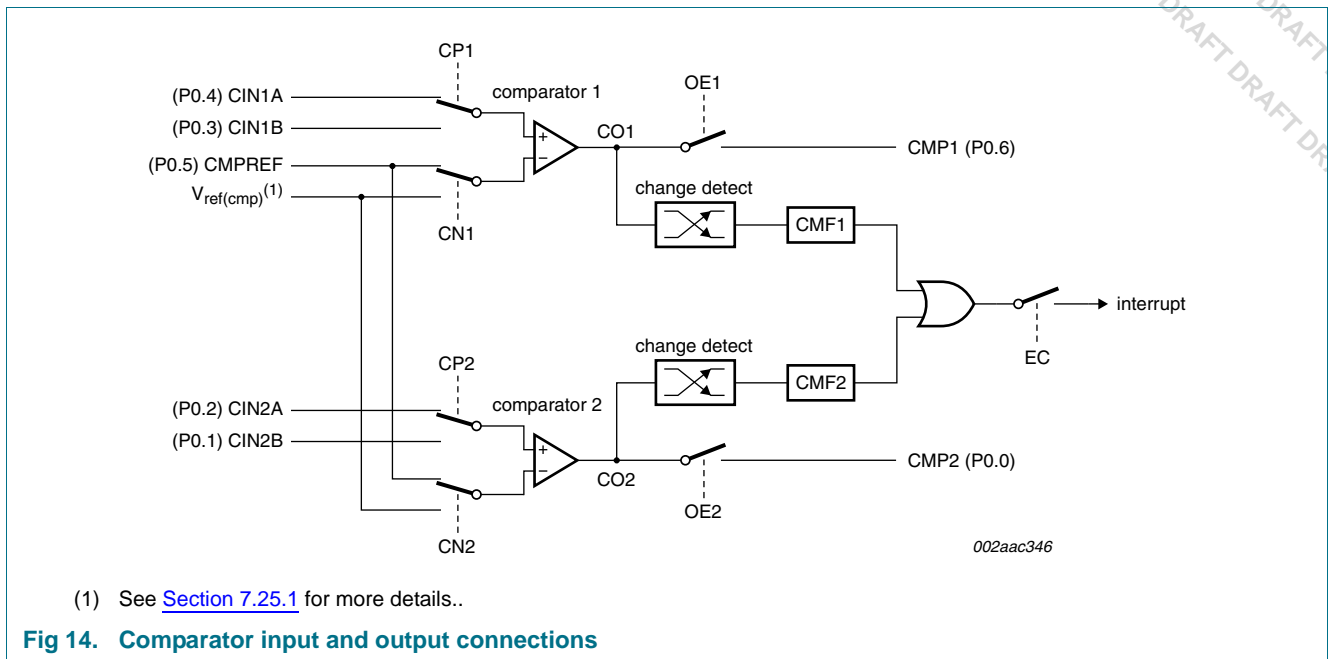 DRAFT DRAFT DRAFT
DRAFT
CP1
(P0.4) CIN1A
comparator 1
OE1
(P0.3) CIN1B
+
CO1
CMP1 (P0.6)
(P0.5) CMPREF
−
change detect
Vref(cmp)(1)
CN1
CMF1
interrupt
EC
change detect
CP2
CMF2
(P0.2) CIN2A
comparator 2
(P0.1) CIN2B
+
CO2
CMP2 (P0.0)
−
OE2
CN2
002aac346
(1) See Section 7.25.1 for more details..
Fig 14. Comparator input and output connections